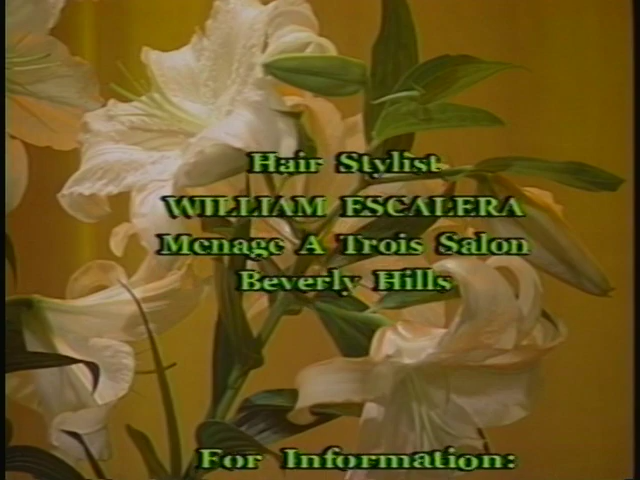 Hair Stylist
WILLIAM ESCALERA
Menage A Trois Salon
Beverly Hills
For Information: